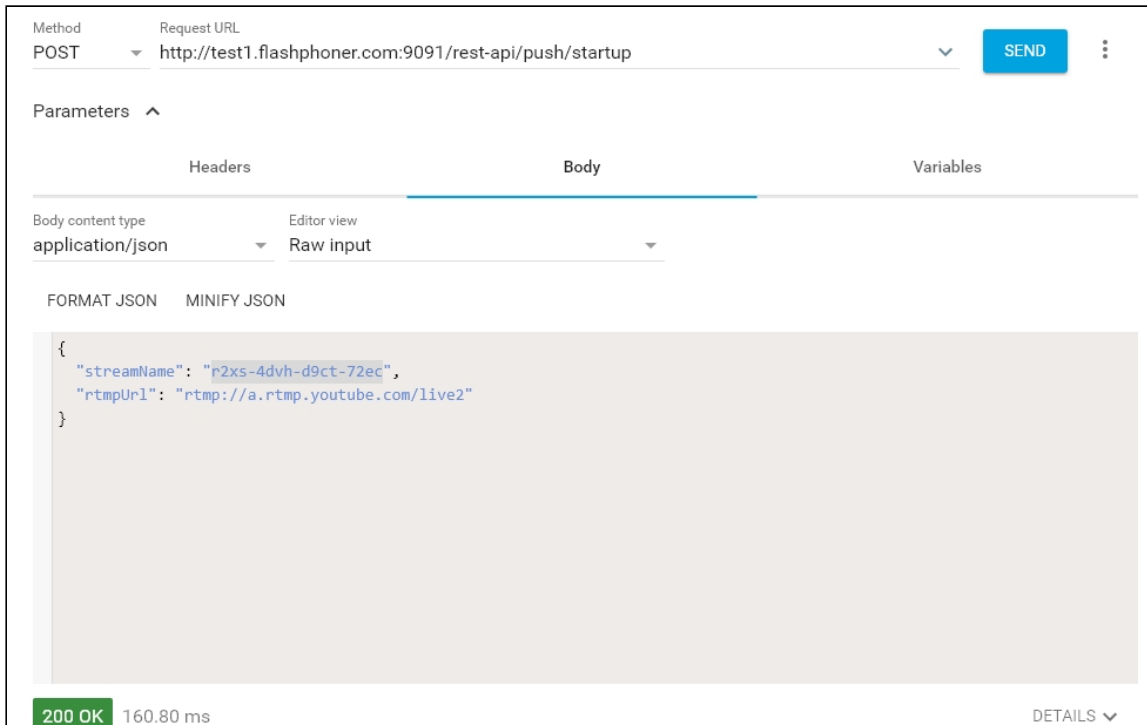 Method Request URL
POST http://test1.flashphoner.com:9091/rest-api/push/startup SEND
Parameters
Headers Body Variables
Body content type Editor view
application/json Raw input
FORMAT JSON MINIFY JSON
{
"streamName": "r2xs-4dvh-d9ct-72ec",
"rtmpUrl": "rtmp://a.rtmp.youtube.com/live2"
}
200 OK 160.80 ms DETAILS